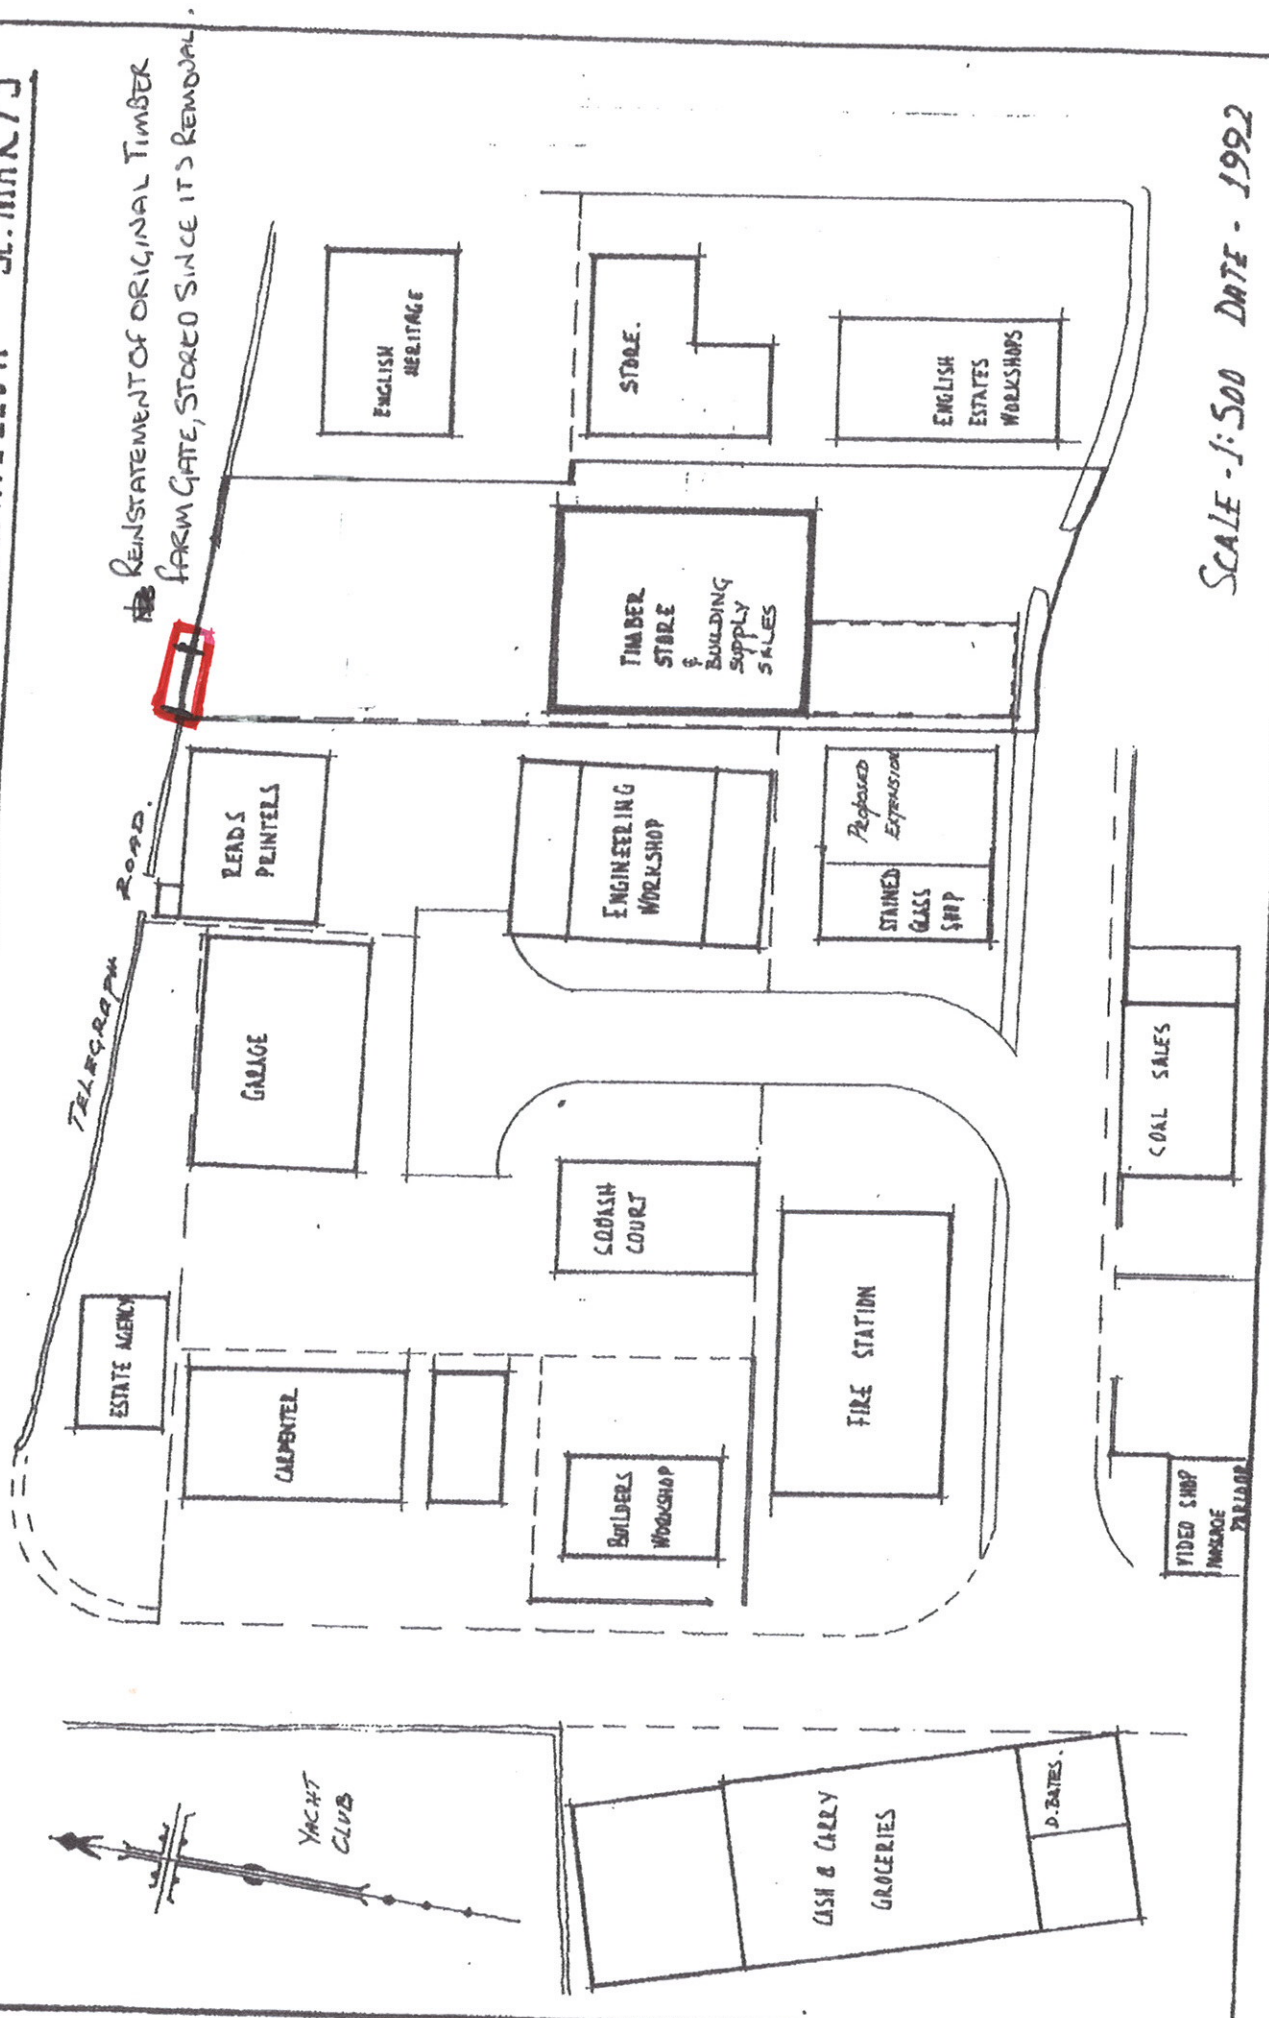 REINSTATEMENT OF ORIGINAL TIMBER
FARM GATE, STORED SINCE ITS REMOVAL.
TELEGRAPH ROAD.
ESTATE AGENCY
GARAGE
READS
PRINTERS
ENGLISH
HERITAGE
CARPENTER
YACHT
CLUB
BUILDERS
WORKSHOP
SQUASH
COURT
ENGINEERING
WORKSHOP
TIMBER
STORE
&
BUILDING
SUPPLY
SALES
STORE.
FIRE STATION
STAINED
GLASS
SHOP
PROPOSED
EXTENSION
ENGLISH
ESTATES
WORKSHOPS
CASH & CARRY
GROCERIES
D. BATES.
VIDEO SHOP
MASSAGE
PARLOUR
COAL SALES
SCALE - 1:500 DATE - 1992